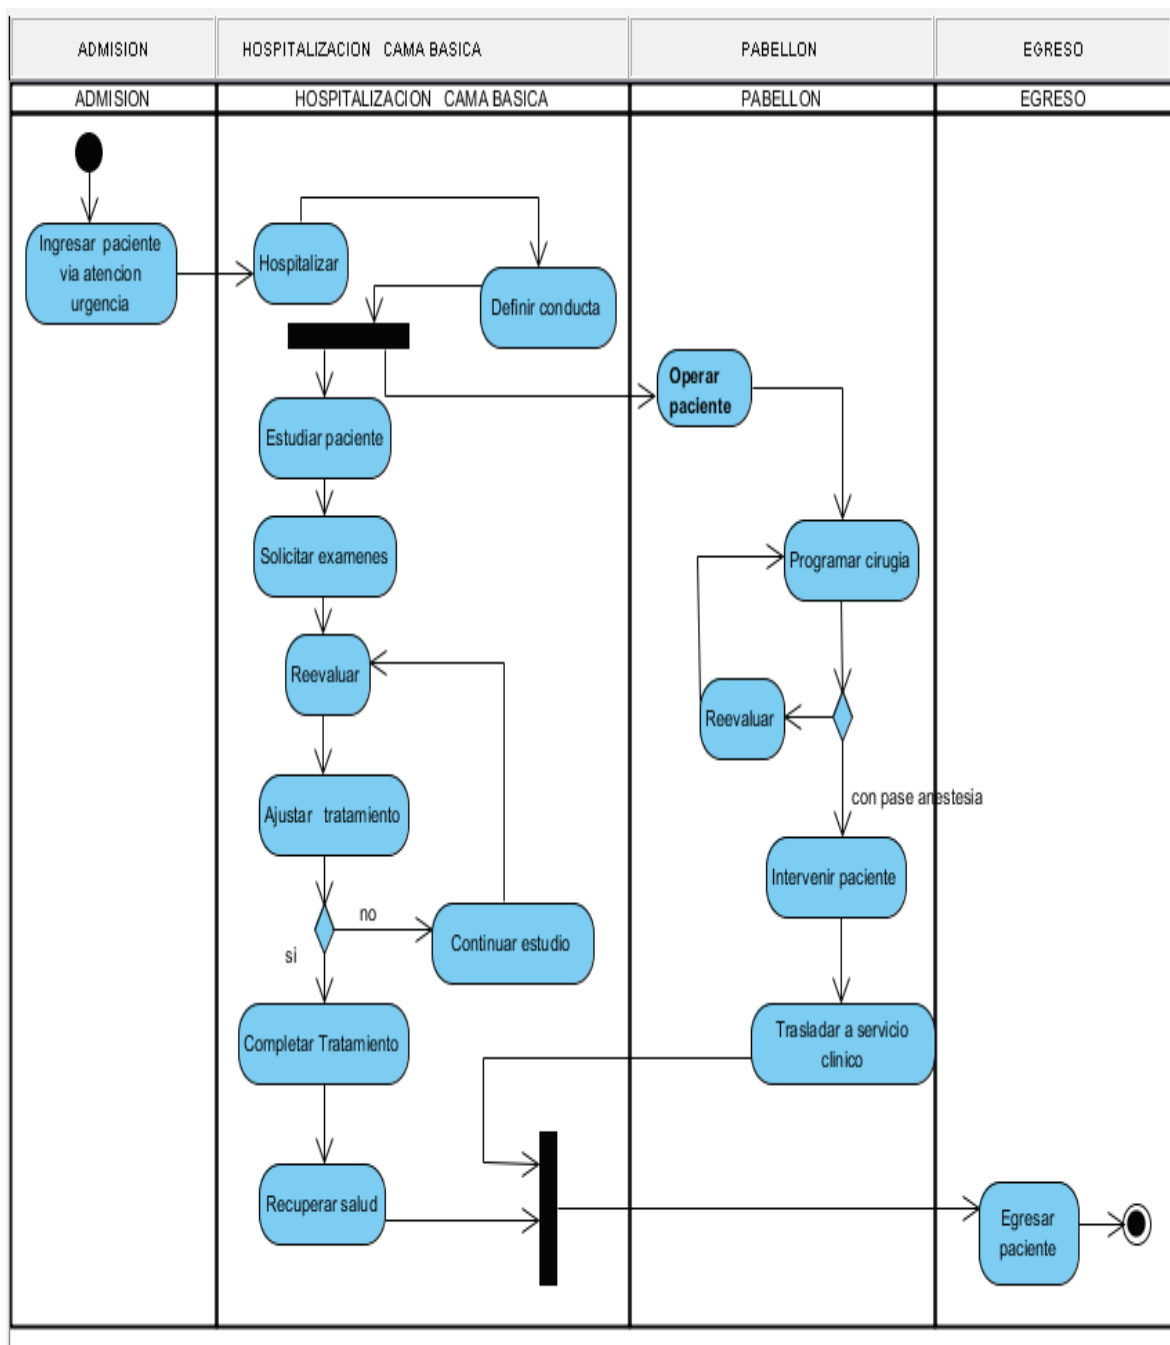 ADMISION
HOSPITALIZACION CAMA BASICA
PABELLON
EGRESO
ADMISION
HOSPITALIZACION CAMA BASICA
PABELLON
EGRESO
Ingresar paciente
via atencion
urgencia
Hospitalizar
Definir conducta
Operar
paciente
Estudiar paciente
Solicitar examenes
Programar cirugia
Reevaluar
Reevaluar
con pase anestesia
Ajustar tratamiento
Intervenir paciente
no
Continuar estudio
si
Completar Tratamiento
Trasladar a servicio
clinico
Recuperar salud
Egresar
paciente